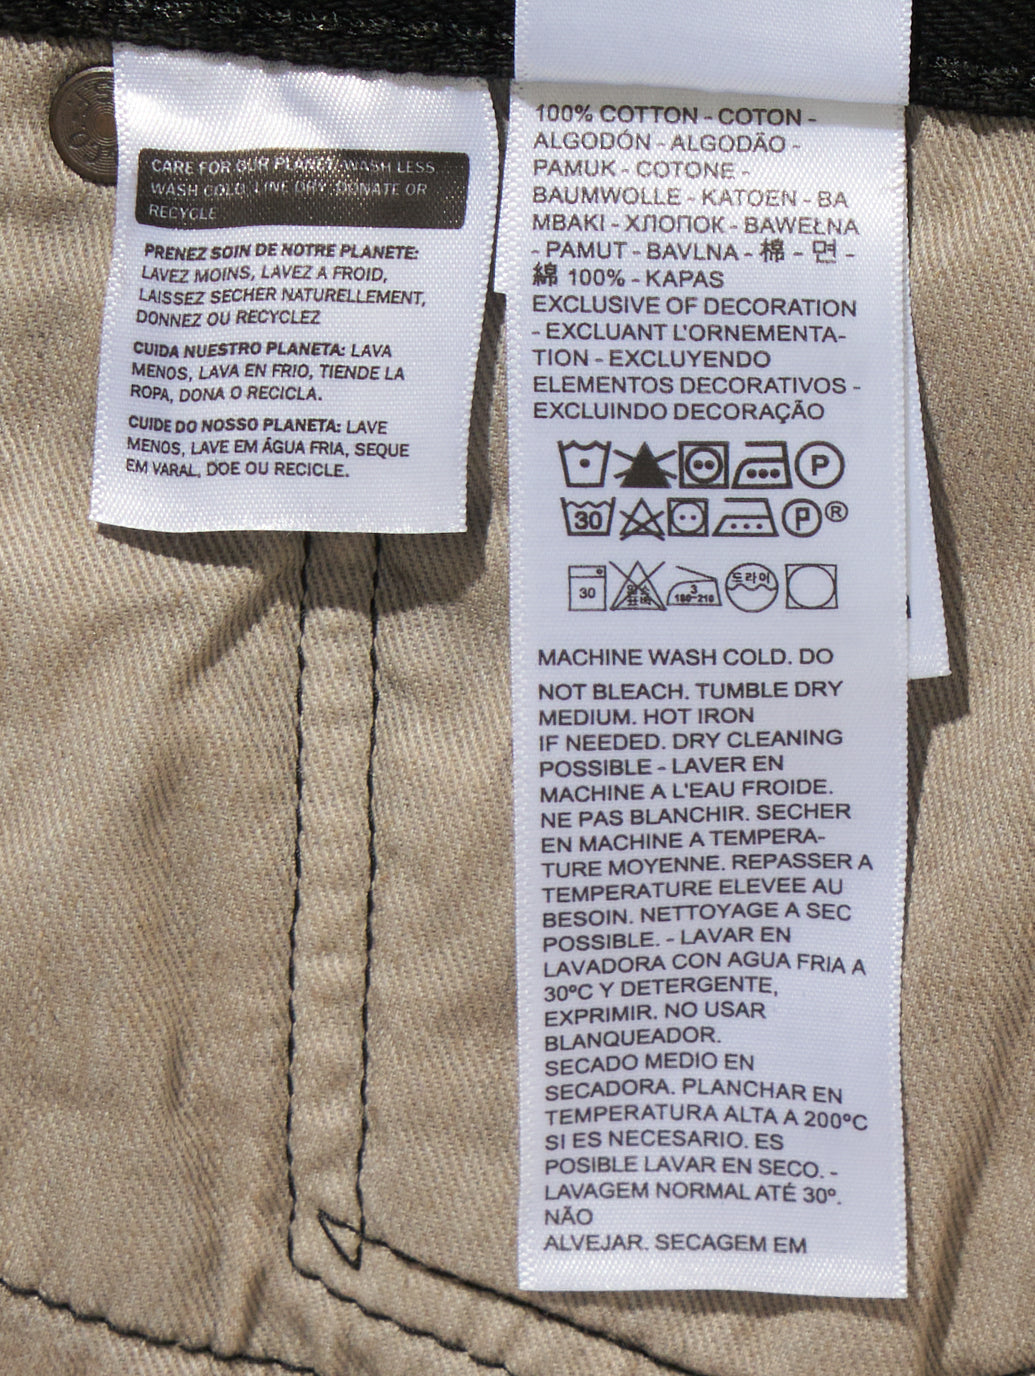 CARE FOR OUR PLANET: WASH LESS
WASH COLD, LINE DRY, DONATE OR
RECYCLE
PRENEZ SOIN DE NOTRE PLANETE:
LAVEZ MOINS, LAVEZ A FROID,
LAISSEZ SECHER NATURELLEMENT,
DONNEZ OU RECYCLEZ
CUIDA NUESTRO PLANETA: LAVA
MENOS, LAVA EN FRIO, TIENDE LA
ROPA, DONA O RECICLA.
CUIDE DO NOSSO PLANETA: LAVE
MENOS, LAVE EM ÁGUA FRIA, SEQUE
EM VARAL, DOE OU RECICLE.
100% COTTON - COTON -
ALGODÓN - ALGODÃO -
PAMUK - COTONE -
BAUMWOLLE - KATOEN - BA
MBAKI - ХЛОПОК - BAWEŁNA
- PAMUT - BAVLNA - 棉 - 면 -
綿 100% - KAPAS
EXCLUSIVE OF DECORATION
- EXCLUANT L'ORNEMENTA-
TION - EXCLUYENDO
ELEMENTOS DECORATIVOS -
EXCLUINDO DECORAÇÃO
P
30 P ®
30 염소 표백 3 180~210 드라이
MACHINE WASH COLD. DO
NOT BLEACH. TUMBLE DRY
MEDIUM. HOT IRON
IF NEEDED. DRY CLEANING
POSSIBLE - LAVER EN
MACHINE A L'EAU FROIDE.
NE PAS BLANCHIR. SECHER
EN MACHINE A TEMPERA-
TURE MOYENNE. REPASSER A
TEMPERATURE ELEVEE AU
BESOIN. NETTOYAGE A SEC
POSSIBLE. - LAVAR EN
LAVADORA CON AGUA FRIA A
30ºC Y DETERGENTE,
EXPRIMIR. NO USAR
BLANQUEADOR.
SECADO MEDIO EN
SECADORA. PLANCHAR EN
TEMPERATURA ALTA A 200ºC
SI ES NECESARIO. ES
POSIBLE LAVAR EN SECO. -
LAVAGEM NORMAL ATÉ 30º.
NÃO
ALVEJAR. SECAGEM EM